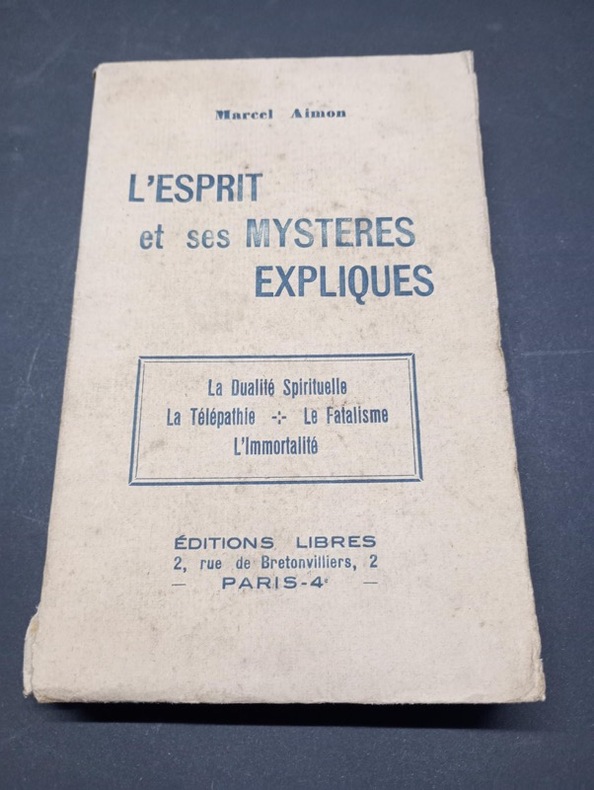 Marcel Aimon
L'ESPRIT
et ses MYSTERES
EXPLIQUES
La Dualité Spirituelle
La Télépathie -:- Le Fatalisme
L'Immortalité
ÉDITIONS LIBRES
2, rue de Bretonvilliers, 2
— PARIS-4e —